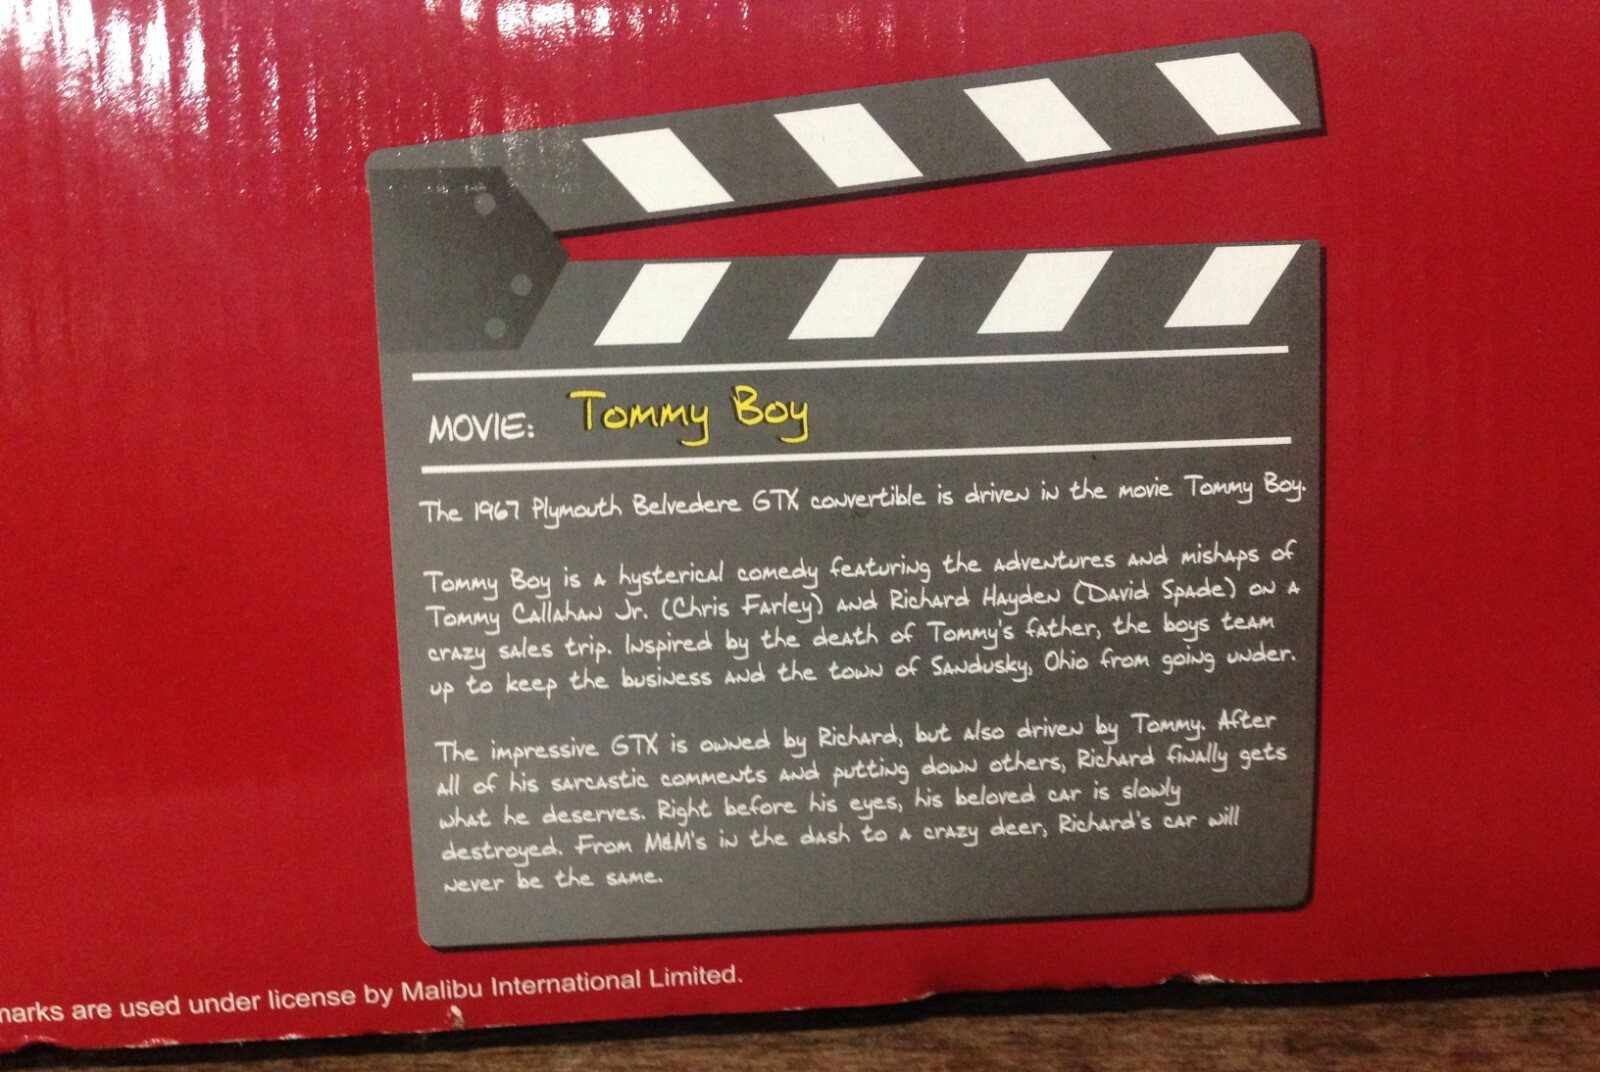 MOVIE: Tommy Boy
The 1967 Plymouth Belvedere GTX convertible is driven in the movie Tommy Boy.
Tommy Boy is a hysterical comedy featuring the adventures and mishaps of
Tommy Callahan Jr. (Chris Farley) and Richard Hayden (David Spade) on a
crazy sales trip. Inspired by the death of Tommy's father, the boys team
up to keep the business and the town of Sandusky, Ohio from going under.
The impressive GTX is owned by Richard, but also driven by Tommy. After
all of his sarcastic comments and putting down others, Richard finally gets
what he deserves. Right before his eyes, his beloved car is slowly
destroyed. From M&M's in the dash to a crazy deer, Richard's car will
never be the same.
marks are used under license by Malibu International Limited.